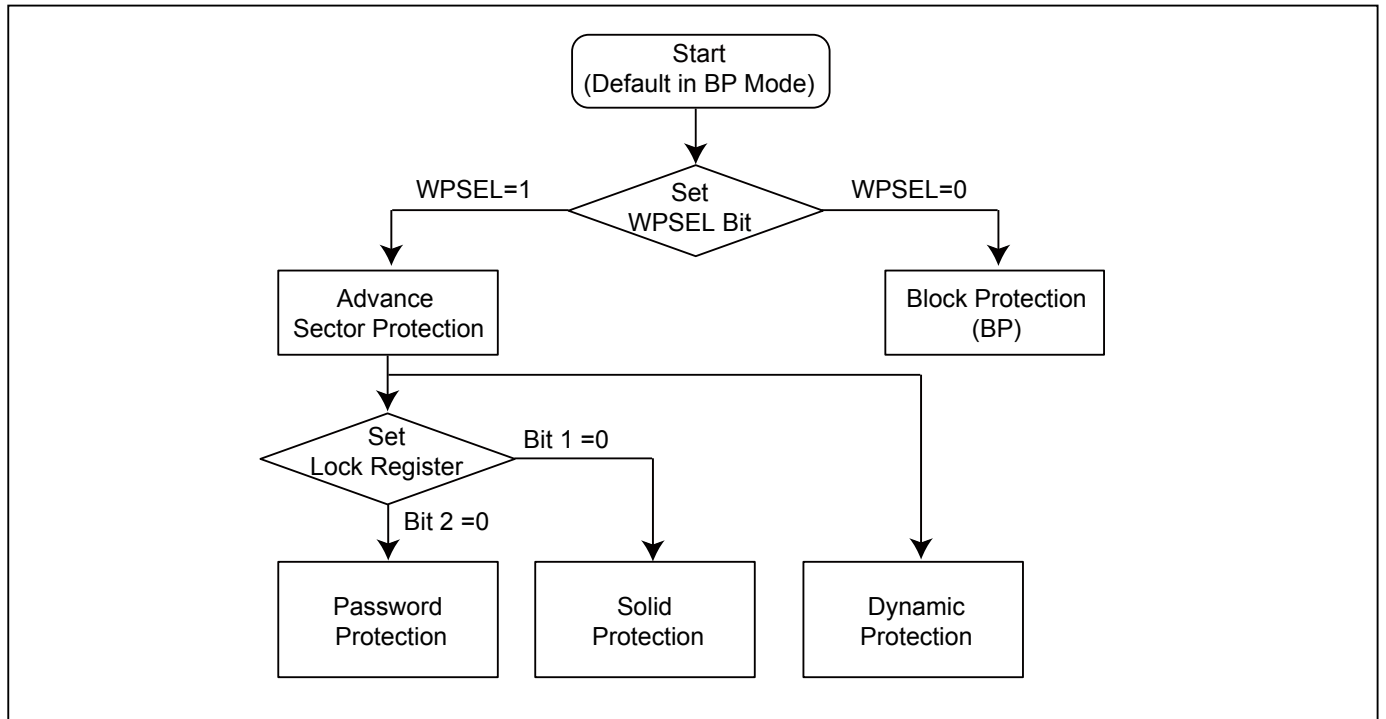 Start
(Default in BP Mode)
WPSEL=1
Set
WPSEL Bit
WPSEL=0
Advance
Sector Protection
Block Protection
(BP)
Set
Lock Register
Bit 1 =0
Bit 2 =0
Password
Protection
Solid
Protection
Dynamic
Protection